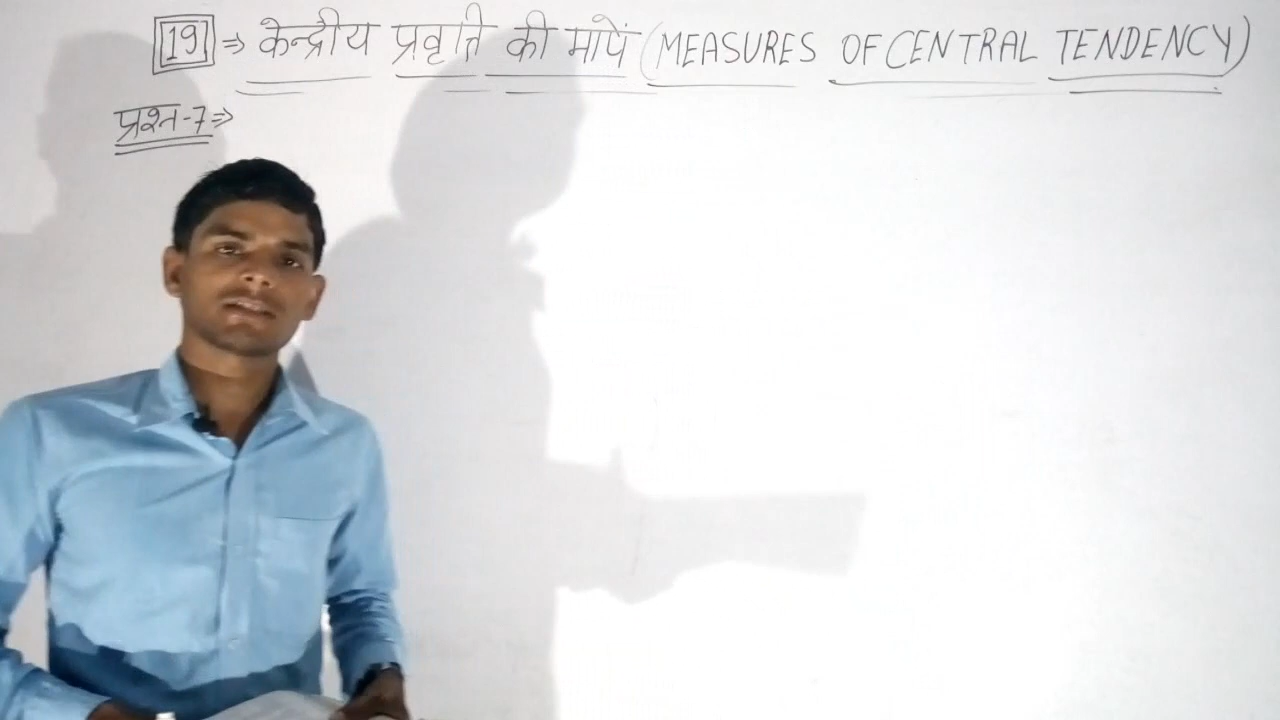 19 ⇒ केन्द्रीय प्रवृति की मापें (MEASURES OF CENTRAL TENDENCY)
प्रश्न-7 ⇒